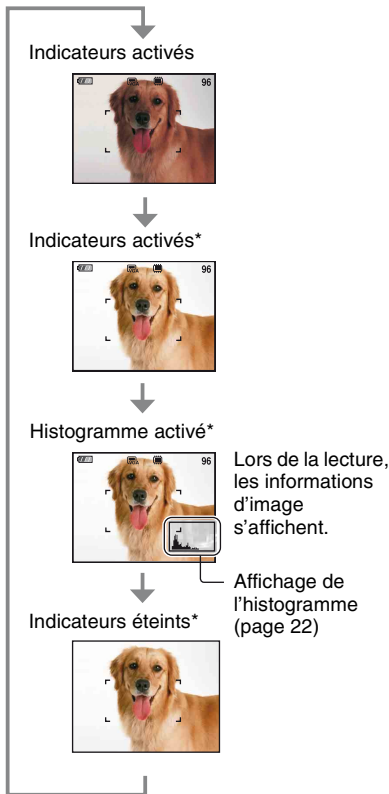 Indicateurs activés
96
Indicateurs activés*
96
Histogramme activé*
96
Lors de la lecture,
les informations
d'image
s'affichent.
Affichage de
l'histogramme
(page 22)
Indicateurs éteints*